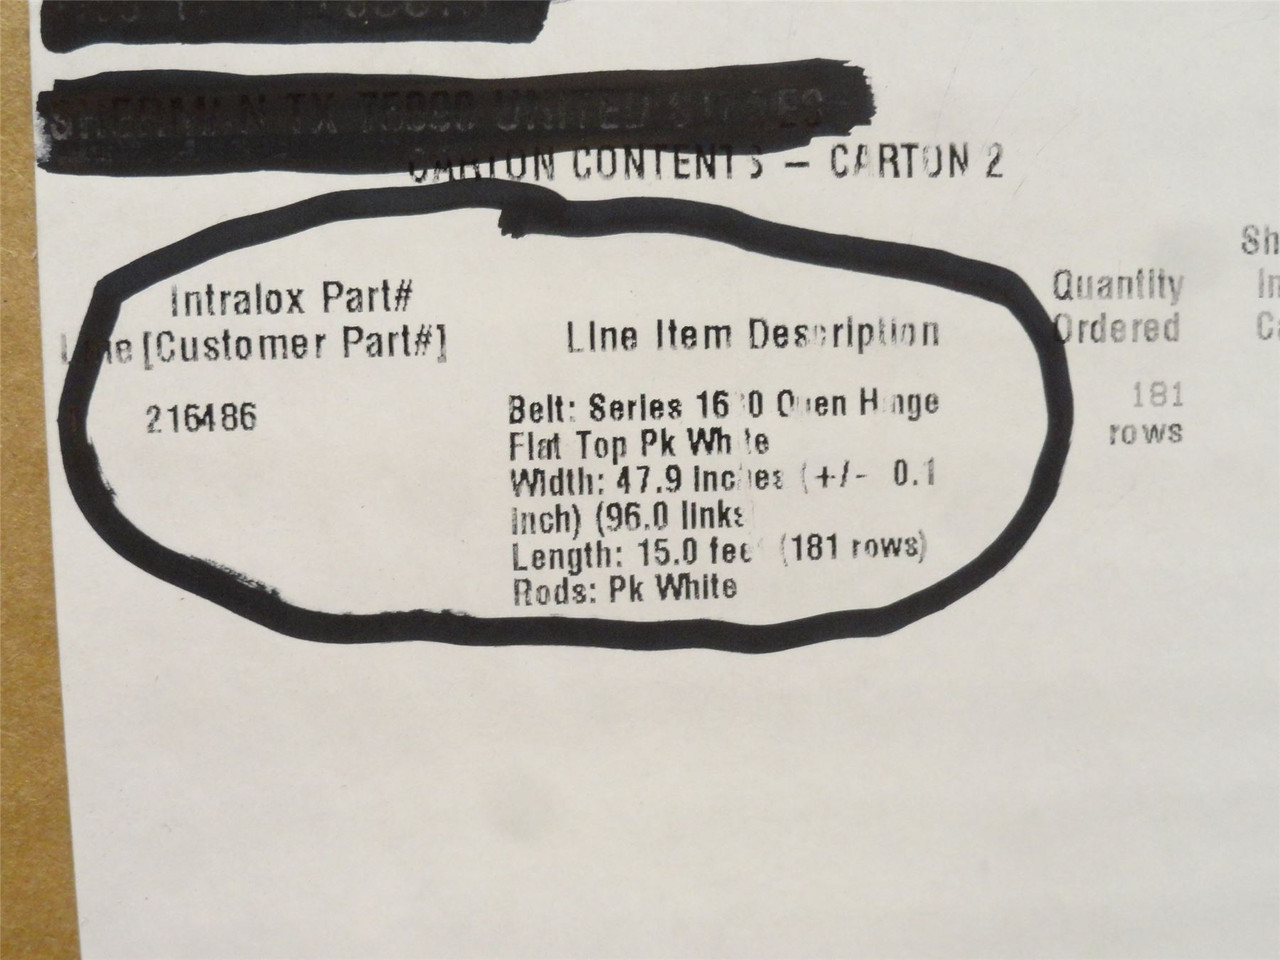 CARTON CONTENTS – CARTON 2
Intralox Part#
Line [Customer Part#]
Line Item Description
Quantity
Ordered
216486
Belt: Series 16 0 Open Hinge
Flat Top Pk White
Width: 47.9 Inches (+/- 0.1
inch) (96.0 links
Length: 15.0 feet (181 rows)
Rods: Pk White
181
rows